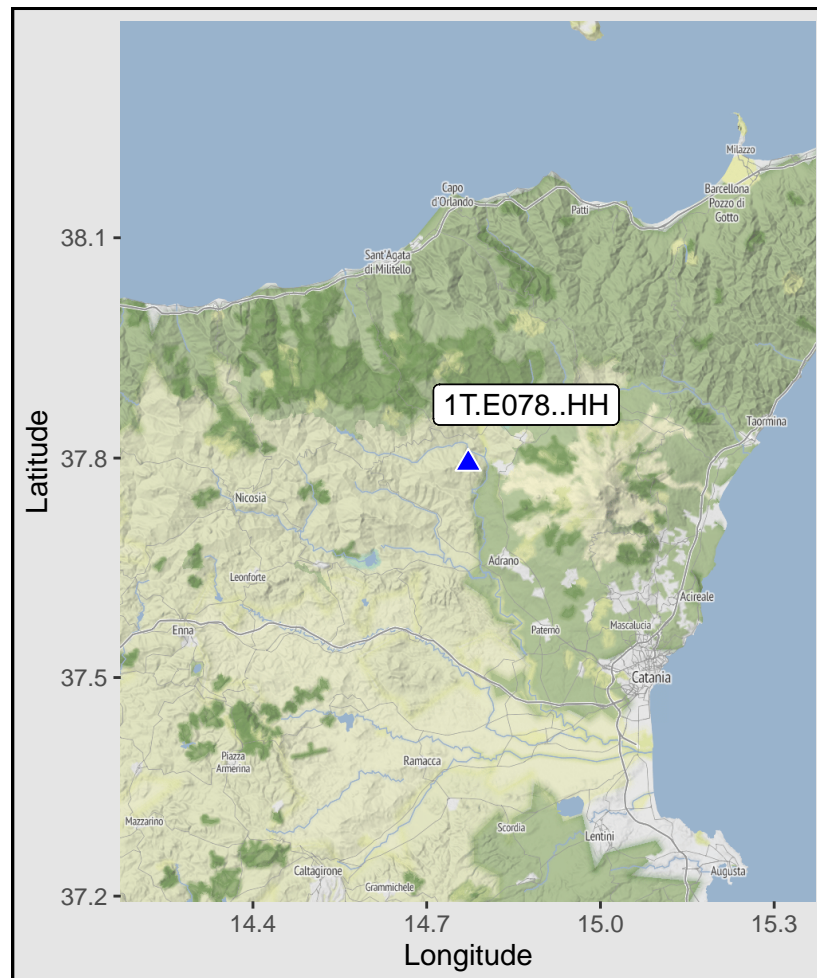 Milazzo
Barcellona
Pozzo di
Gotto
Capo
d'Orlando
Patti
38.1
Sant'Agata
di Militello
1T.E078..HH
Taormina
37.8
Latitude
Nicosia
Adrano
Leonforte
Acireale
Enna
Paternò
Mascalucia
37.5
Catania
Piazza
Armerina
Ramacca
Mazzarino
Scordia
Lentini
Caltagirone
Augusta
Grammichele
37.2
14.4
14.7
15.0
15.3
Longitude